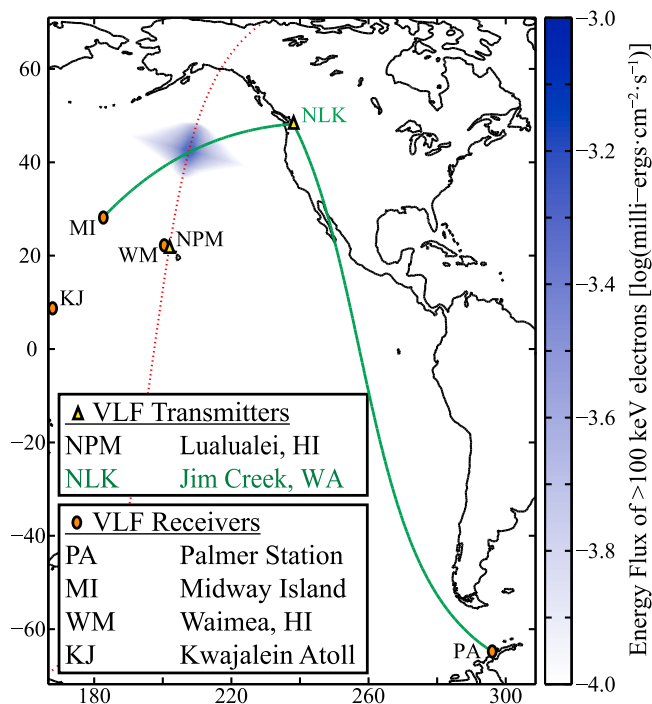 60
40
20
0
−20
−40
−60
180
220
260
300
NLK
MI
WM
NPM
KJ
PA
VLF Transmitters
NPM Lualualei, HI
NLK Jim Creek, WA
VLF Receivers
PA Palmer Station
MI Midway Island
WM Waimea, HI
KJ Kwajalein Atoll
−3.0
−3.2
−3.4
−3.6
−3.8
−4.0
Energy Flux of >100 keV electrons [log(milli−ergs·cm⁻²·s⁻¹)]